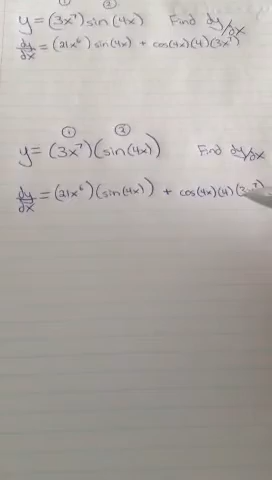 ① ②
y = (3x⁷) sin(4x) Find dy/dx
dy/dx = (21x⁶) sin(4x) + cos(4x)(4)(3x⁷)
① ②
y = (3x⁷)(sin(4x)) Find dy/dx
dy/dx = (21x⁶)(sin(4x)) + cos(4x)(4)(3x⁷)